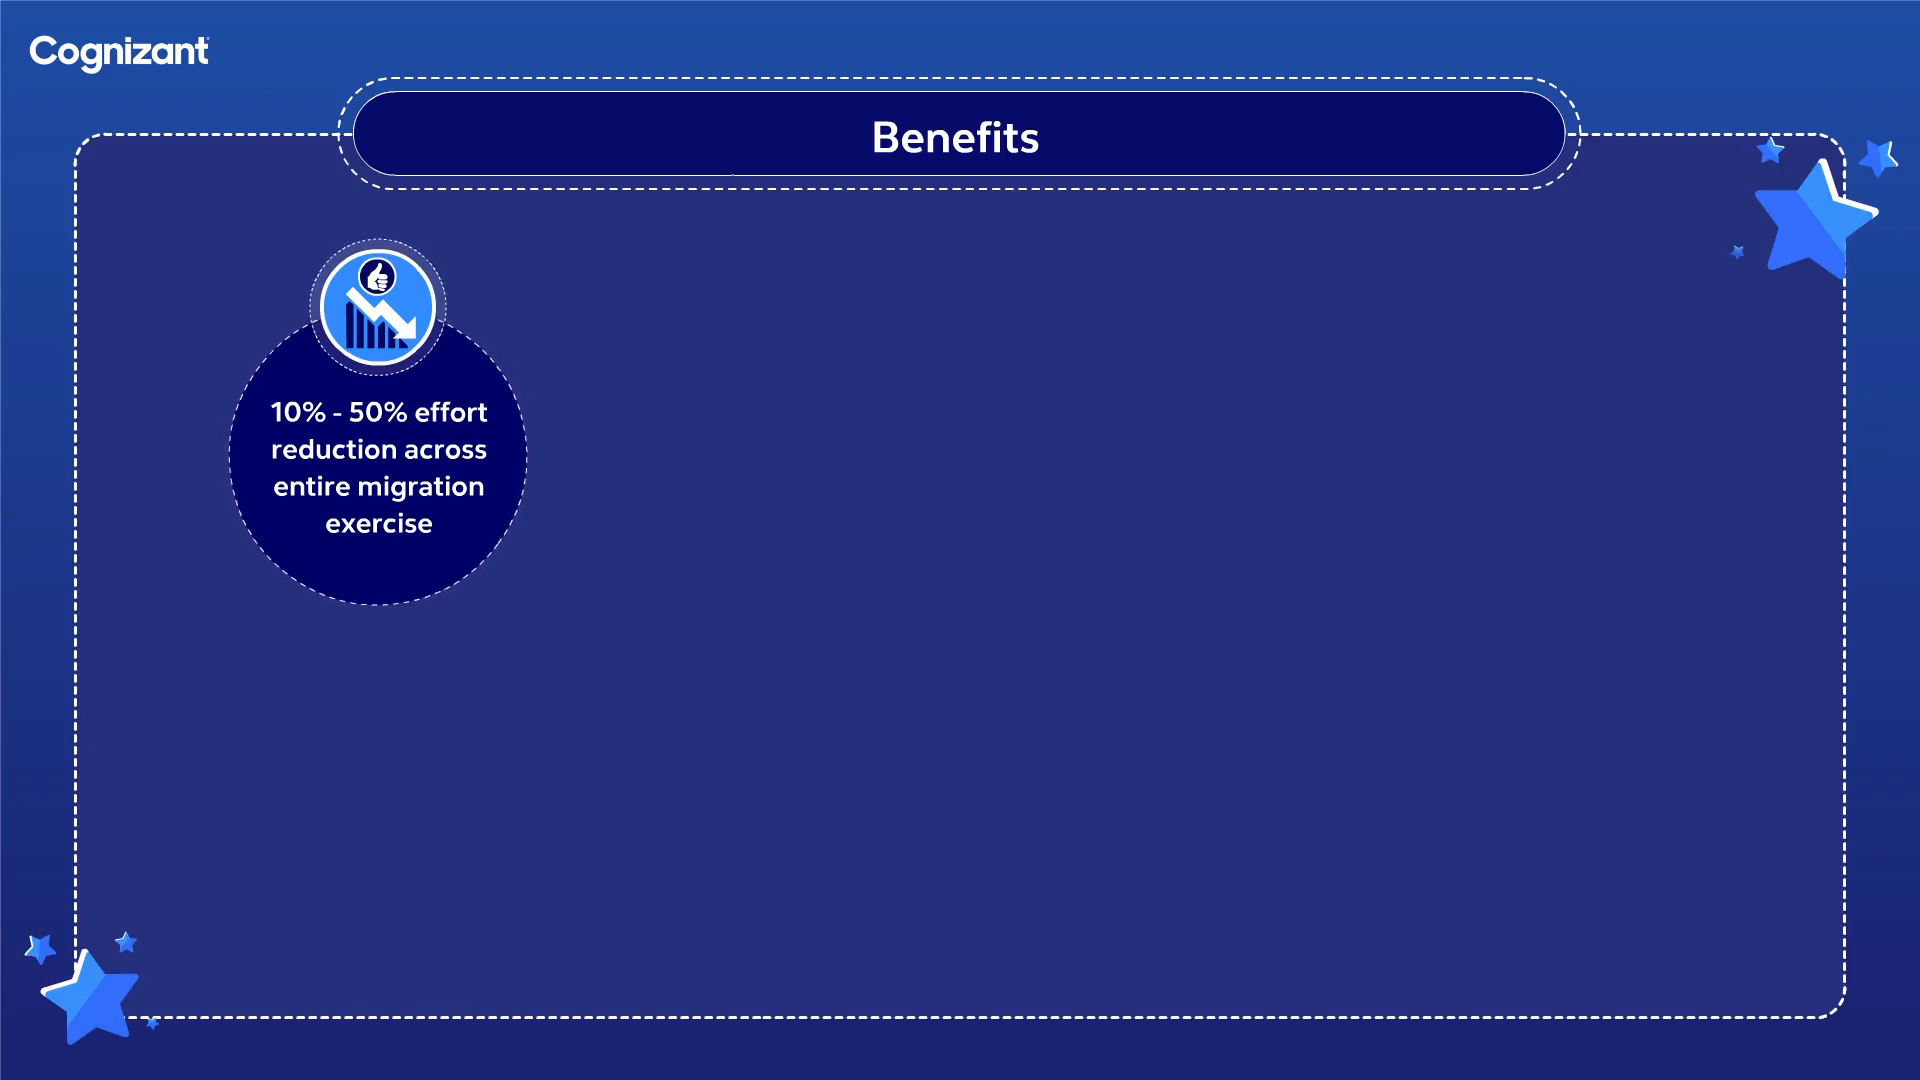 Cognizant
Benefits
10% - 50% effort
reduction across
entire migration
exercise